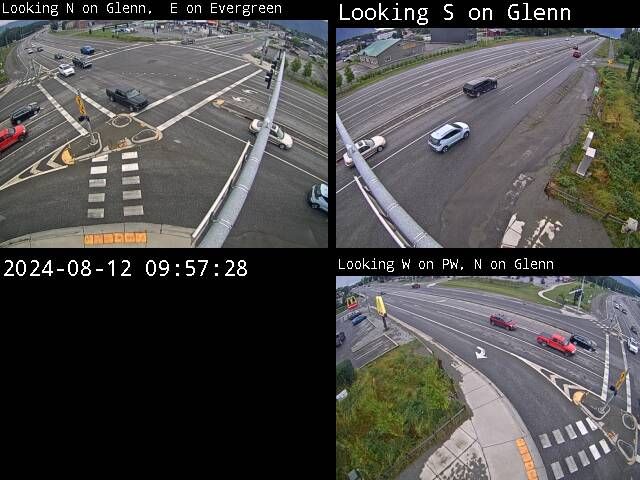 Looking N on Glenn,  E on Evergreen
Looking S on Glenn
2024-08-12 09:57:28
Looking W on PW, N on Glenn